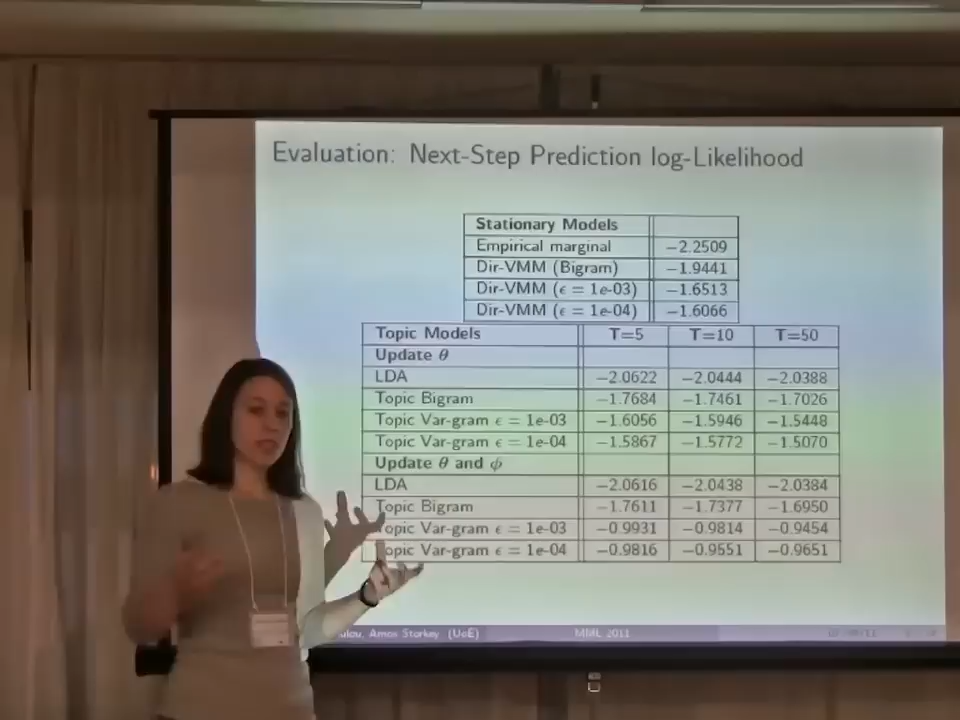 Evaluation: Next-Step Prediction log-Likelihood
Stationary Models
Empirical marginal −2.2509
Dir-VMM (Bigram) −1.9441
Dir-VMM (ϵ = 1e-03) −1.6513
Dir-VMM (ϵ = 1e-04) −1.6066
Topic Models T=5 T=10 T=50
Update θ
LDA −2.0622 −2.0444 −2.0388
Topic Bigram −1.7684 −1.7461 −1.7026
Topic Var-gram ϵ = 1e-03 −1.6056 −1.5946 −1.5448
Topic Var-gram ϵ = 1e-04 −1.5867 −1.5772 −1.5070
Update θ and ϕ
LDA −2.0616 −2.0438 −2.0384
Topic Bigram −1.7611 −1.7377 −1.6950
Topic Var-gram ϵ = 1e-03 −0.9931 −0.9814 −0.9454
Topic Var-gram ϵ = 1e-04 −0.9816 −0.9551 −0.9651
Amos Storkey (UoE) MML 2011